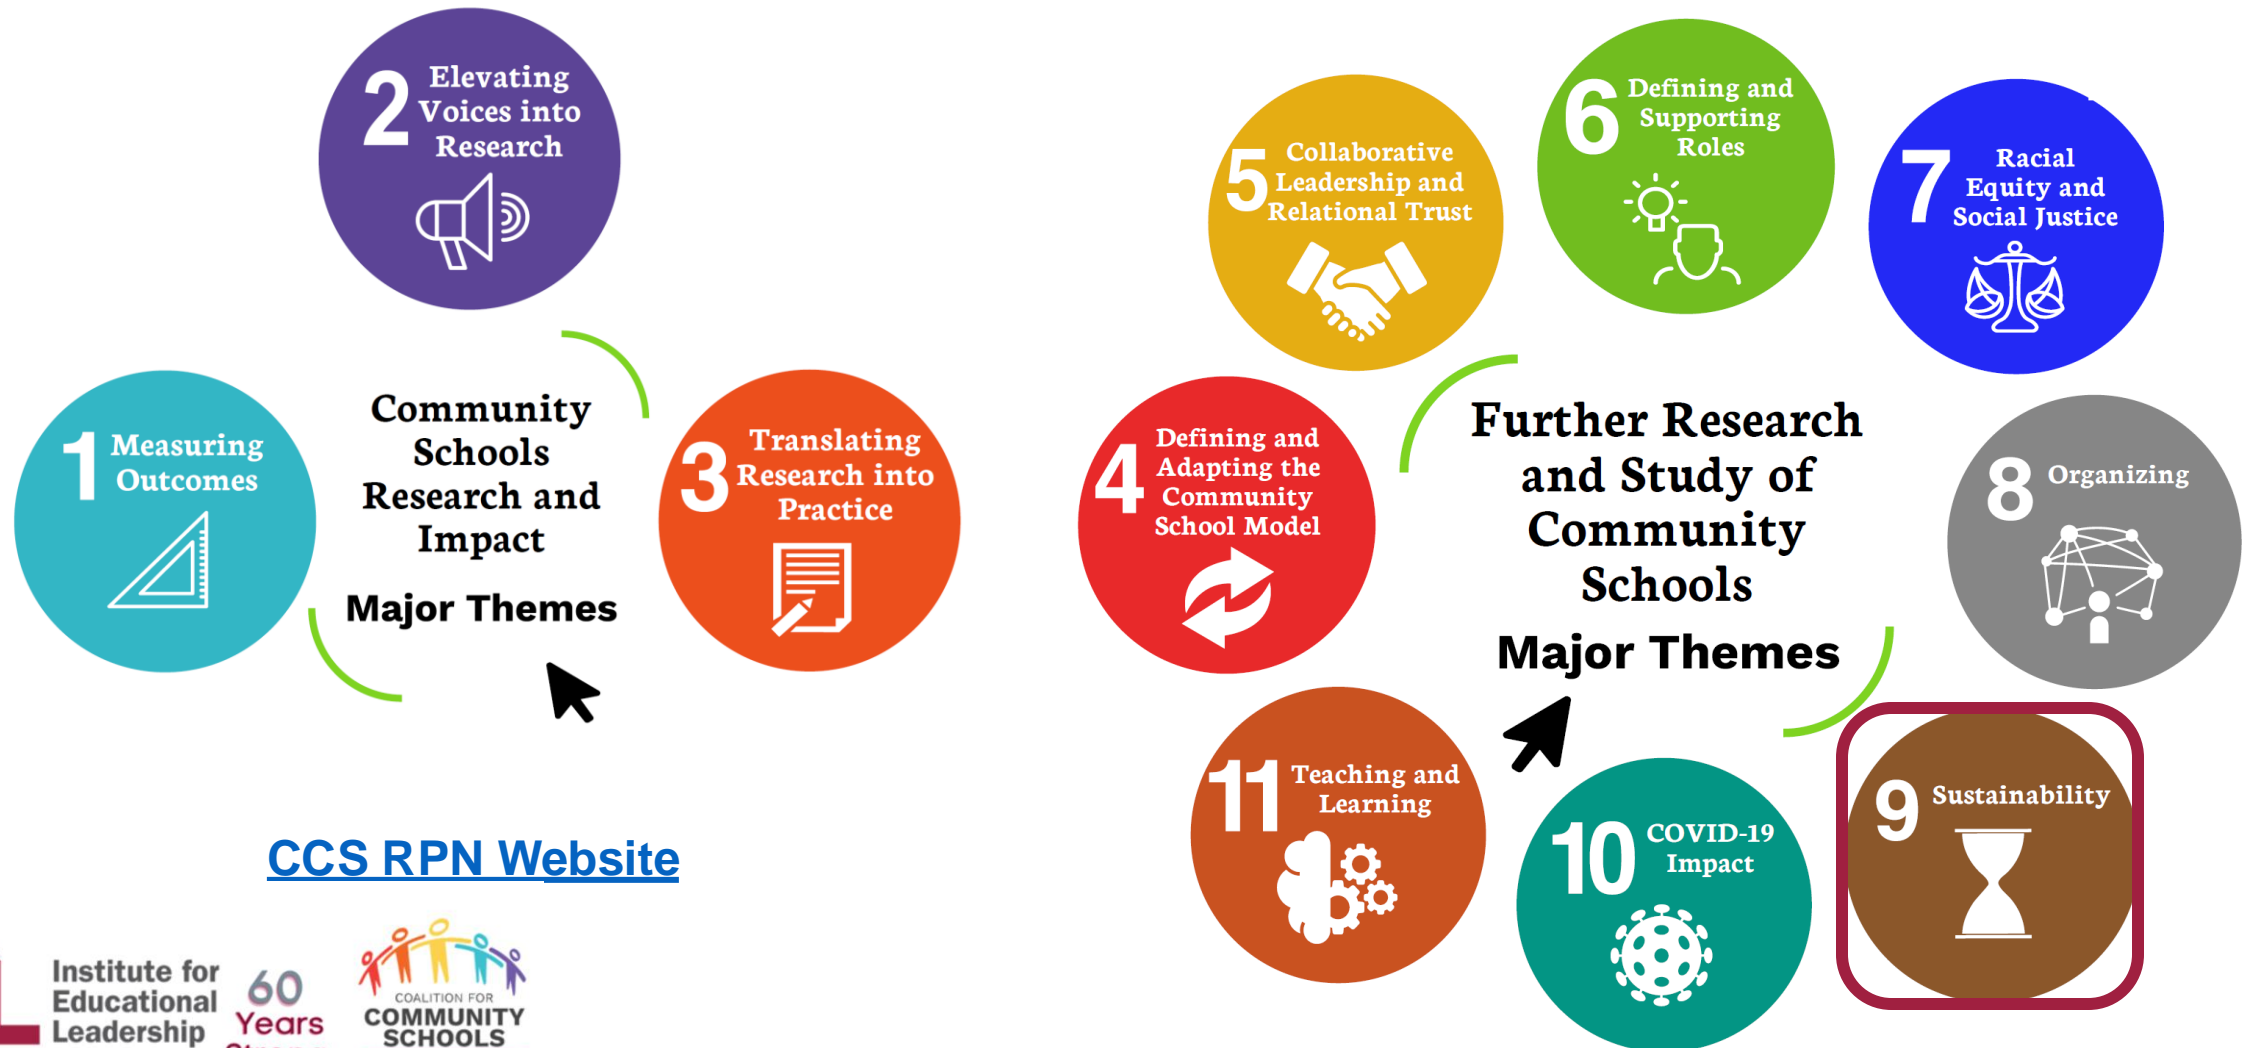 2
Elevating
Voices into
Research
1
Measuring
Outcomes
Community
Schools
Research and
Impact
Major Themes
3
Translating
Research into
Practice
CCS RPN Website
Institute for
Educational
Leadership
60
Years
COALITION FOR
COMMUNITY
SCHOOLS
4
Defining and
Adapting the
Community
School Model
5
Collaborative
Leadership and
Relational Trust
6
Defining and
Supporting
Roles
7
Racial
Equity and
Social Justice
Further Research
and Study of
Community
Schools
Major Themes
8
Organizing
9
Sustainability
10
COVID-19
Impact
11
Teaching and
Learning